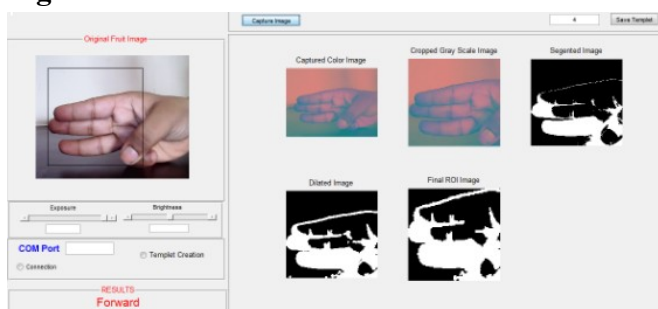 Capture Image
4
Save Templet
Original Fruit Image
Captured Color Image
Cropped Gray Scale Image
Segented Image
Dilated Image
Final ROI Image
Exposure
Brightness
COM Port
Templet Creation
Connection
RESULTS
Forward